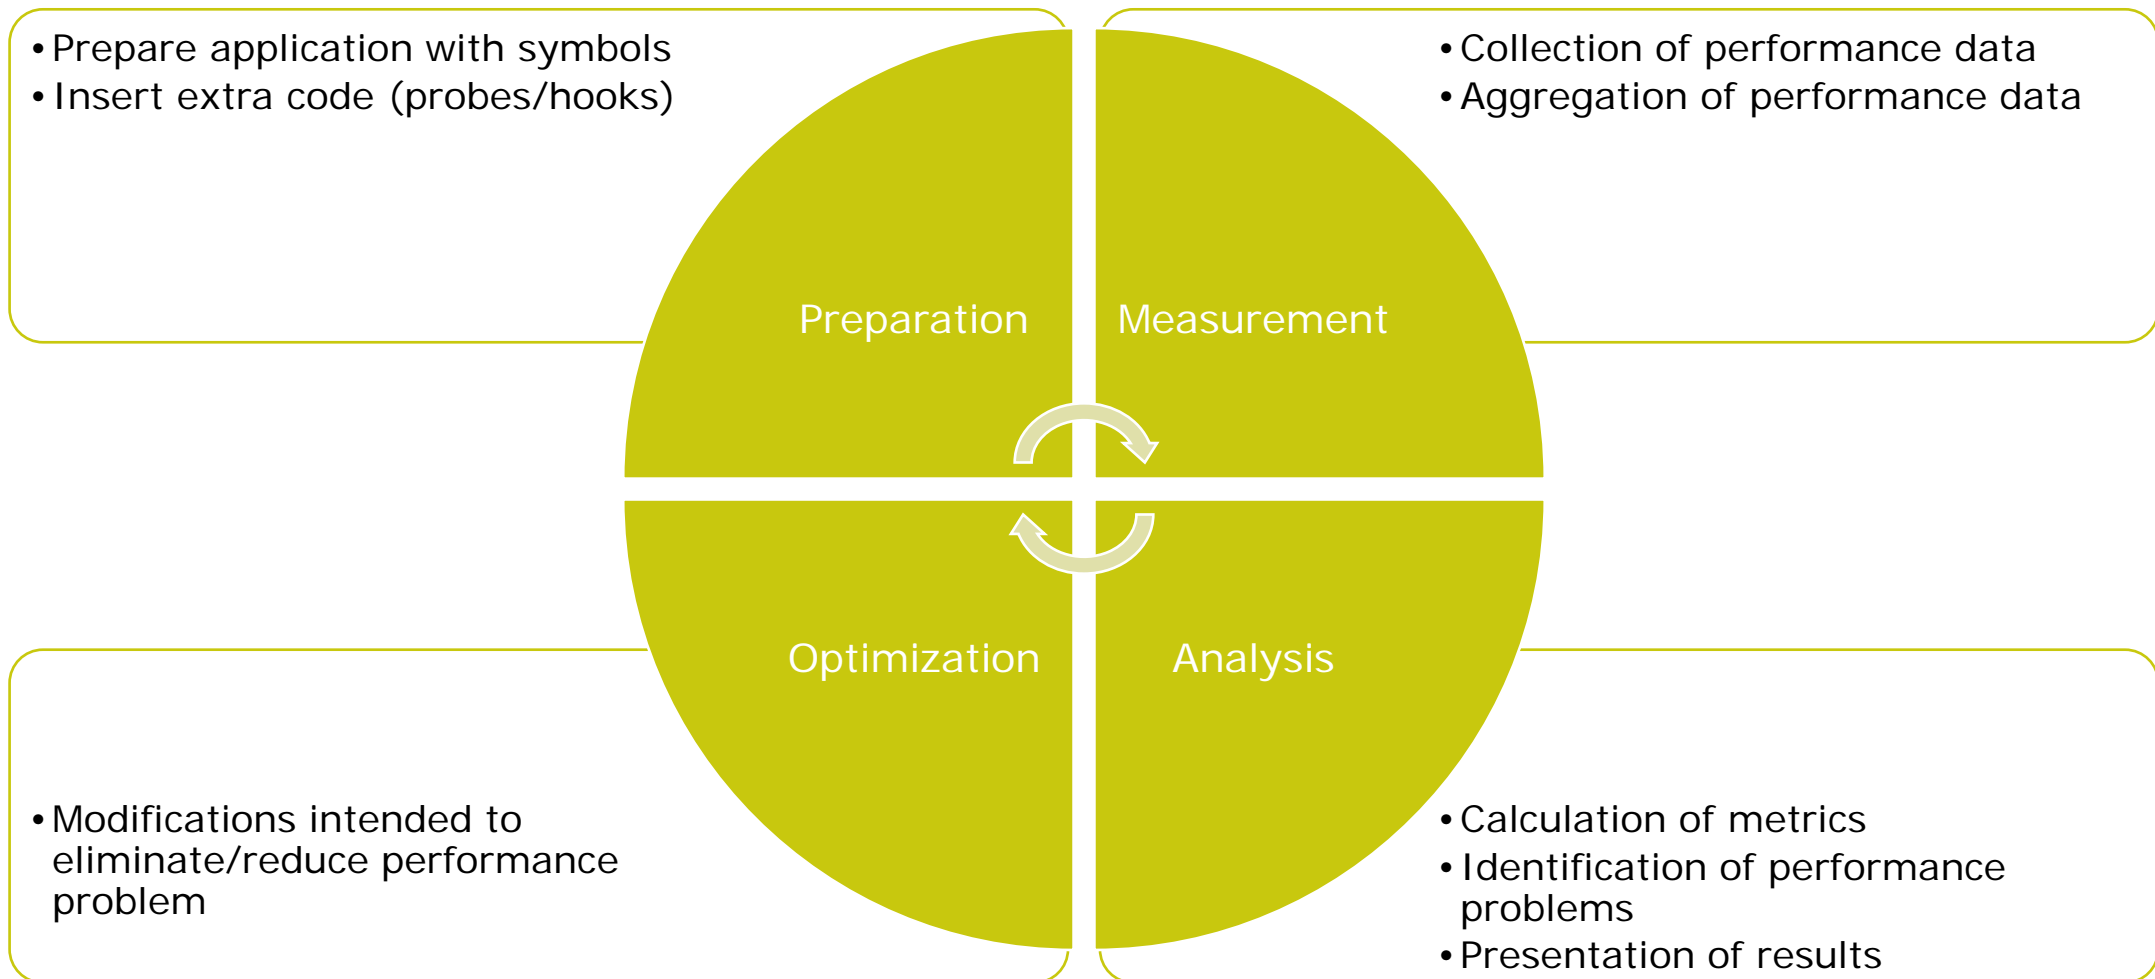 • Prepare application with symbols
• Insert extra code (probes/hooks)
• Collection of performance data
• Aggregation of performance data
Preparation
Measurement
Optimization
Analysis
• Modifications intended to
eliminate/reduce performance
problem
• Calculation of metrics
• Identification of performance
problems
• Presentation of results